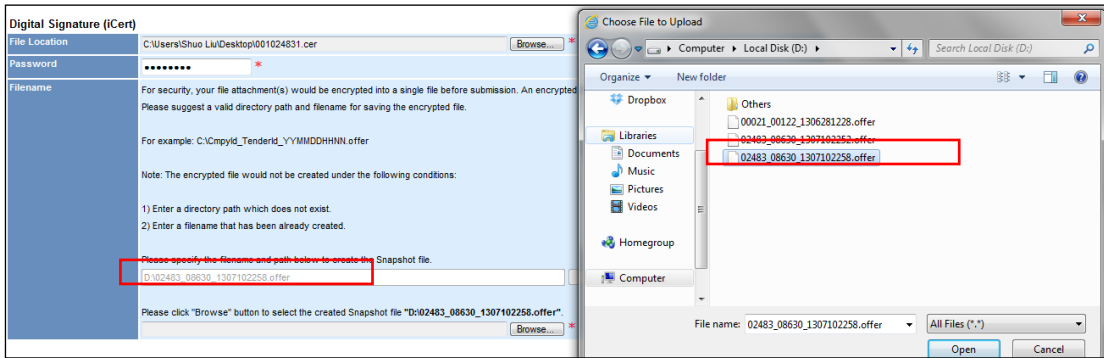 Digital Signature (iCert)
File Location
C:\Users\Shuo Liu\Desktop\001024831.cer
Browse...
*
Password
••••••••
*
Filename
For security, your file attachment(s) would be encrypted into a single file before submission. An encrypted
Please suggest a valid directory path and filename for saving the encrypted file.
For example: C:\CmpyId_TenderId_YYMMDDHHNN.offer
Note: The encrypted file would not be created under the following conditions:
1) Enter a directory path which does not exist.
2) Enter a filename that has been already created.
Please specify the filename and path below to create the Snapshot file.
D:\02483_08630_1307102258.offer
Please click "Browse" button to select the created Snapshot file "D:\02483_08630_1307102258.offer".
Browse...
*
Choose File to Upload
Computer ▸ Local Disk (D:) ▸
Search Local Disk (D:)
Organize ▾ New folder
Dropbox
Libraries
Documents
Music
Pictures
Videos
Homegroup
Computer
Others
00021_00122_1306281228.offer
02483_08630_1307102252.offer
02483_08630_1307102258.offer
File name: 02483_08630_1307102258.offer
All Files (*.*)
Open Cancel